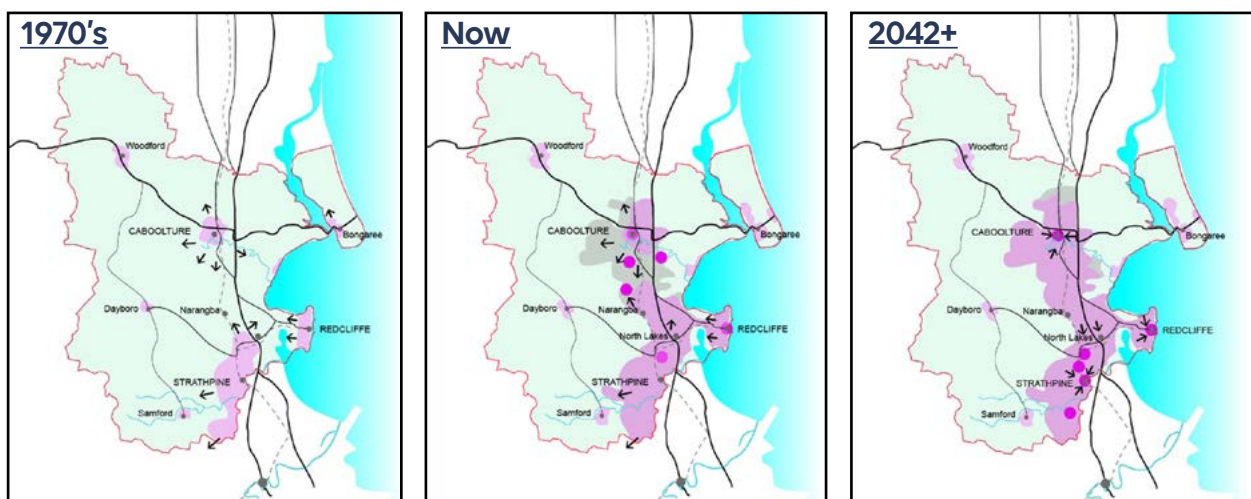 1970's
Woodford
CABOOLTURE
Bongaree
Dayboro
Narangba
REDCLIFFE
STRATHPINE
Samford
Now
Woodford
CABOOLTURE
Bongaree
Dayboro
Narangba
North Lakes
REDCLIFFE
STRATHPINE
Samford
2042+
Woodford
CABOOLTURE
Bongaree
Dayboro
Narangba
North Lakes
REDCLIFFE
STRATHPINE
Samford